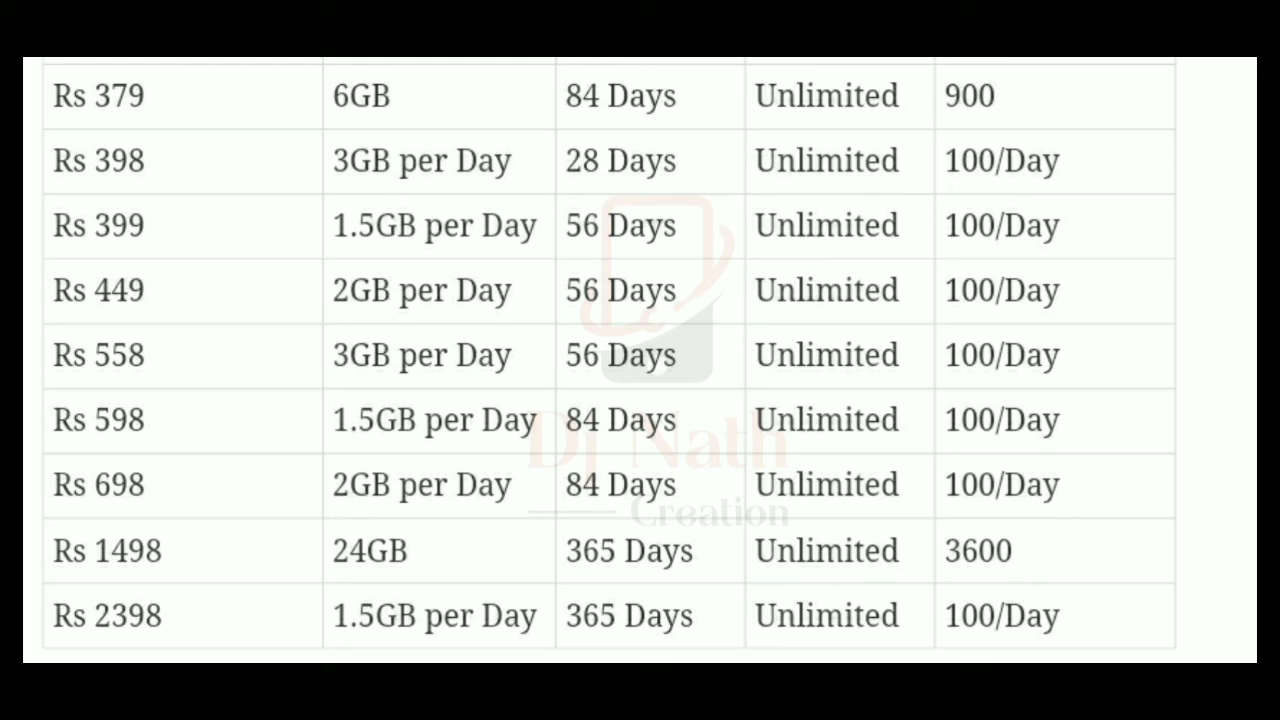 Rs 379 6GB 84 Days Unlimited 900
Rs 398 3GB per Day 28 Days Unlimited 100/Day
Rs 399 1.5GB per Day 56 Days Unlimited 100/Day
Rs 449 2GB per Day 56 Days Unlimited 100/Day
Rs 558 3GB per Day 56 Days Unlimited 100/Day
Rs 598 1.5GB per Day 84 Days Unlimited 100/Day
Dj Nath
Rs 698 2GB per Day 84 Days Unlimited 100/Day
Creation
Rs 1498 24GB 365 Days Unlimited 3600
Rs 2398 1.5GB per Day 365 Days Unlimited 100/Day